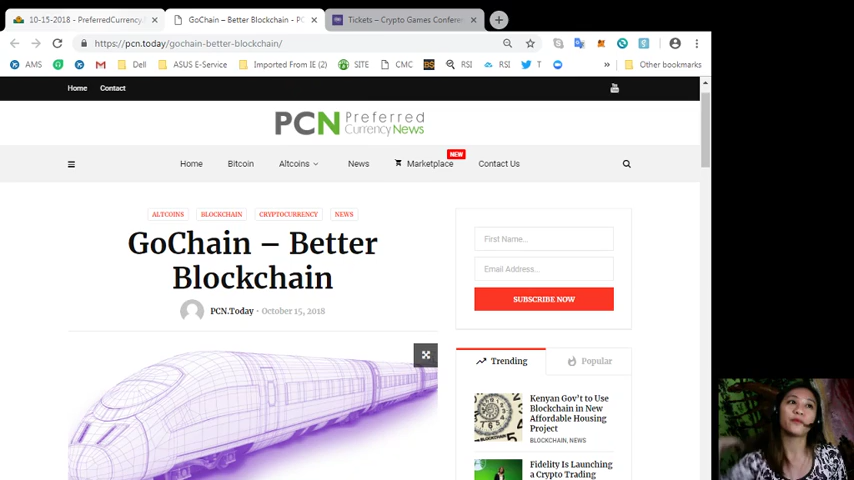 10-15-2018 - PreferredCurrency
GoChain – Better Blockchain - PC
Tickets – Crypto Games Confere
https://pcn.today/gochain-better-blockchain/
AMS
Dell
ASUS E-Service
Imported From IE (2)
SITE
CMC
BS
RSI
RSI
T
»
Other bookmarks
Home
Contact
PCN Preferred
Currency News
Home
Bitcoin
Altcoins
News
Marketplace
NEW
Contact Us
ALTCOINS
BLOCKCHAIN
CRYPTOCURRENCY
NEWS
GoChain – Better
Blockchain
PCN.Today · October 15, 2018
First Name...
Email Address...
SUBSCRIBE NOW
Trending
Popular
Kenyan Gov't to Use
Blockchain in New
Affordable Housing
Project
BLOCKCHAIN, NEWS
BLOCKCHAIN
Fidelity Is Launching
a Crypto Trading